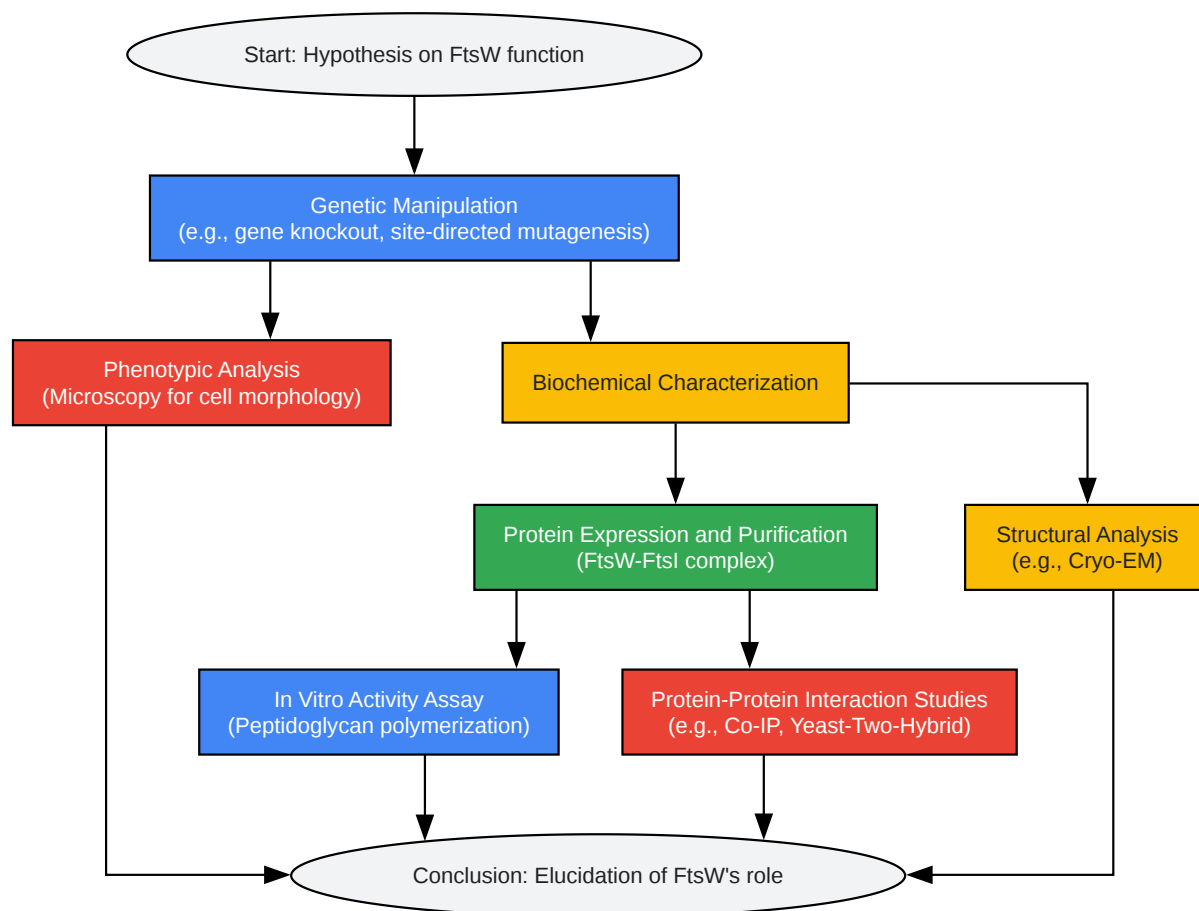 Start: Hypothesis on FtsW function
Genetic Manipulation
(e.g., gene knockout, site-directed mutagenesis)
Phenotypic Analysis
(Microscopy for cell morphology)
Biochemical Characterization
Protein Expression and Purification
(FtsW-FtsI complex)
Structural Analysis
(e.g., Cryo-EM)
In Vitro Activity Assay
(Peptidoglycan polymerization)
Protein-Protein Interaction Studies
(e.g., Co-IP, Yeast-Two-Hybrid)
Conclusion: Elucidation of FtsW's role